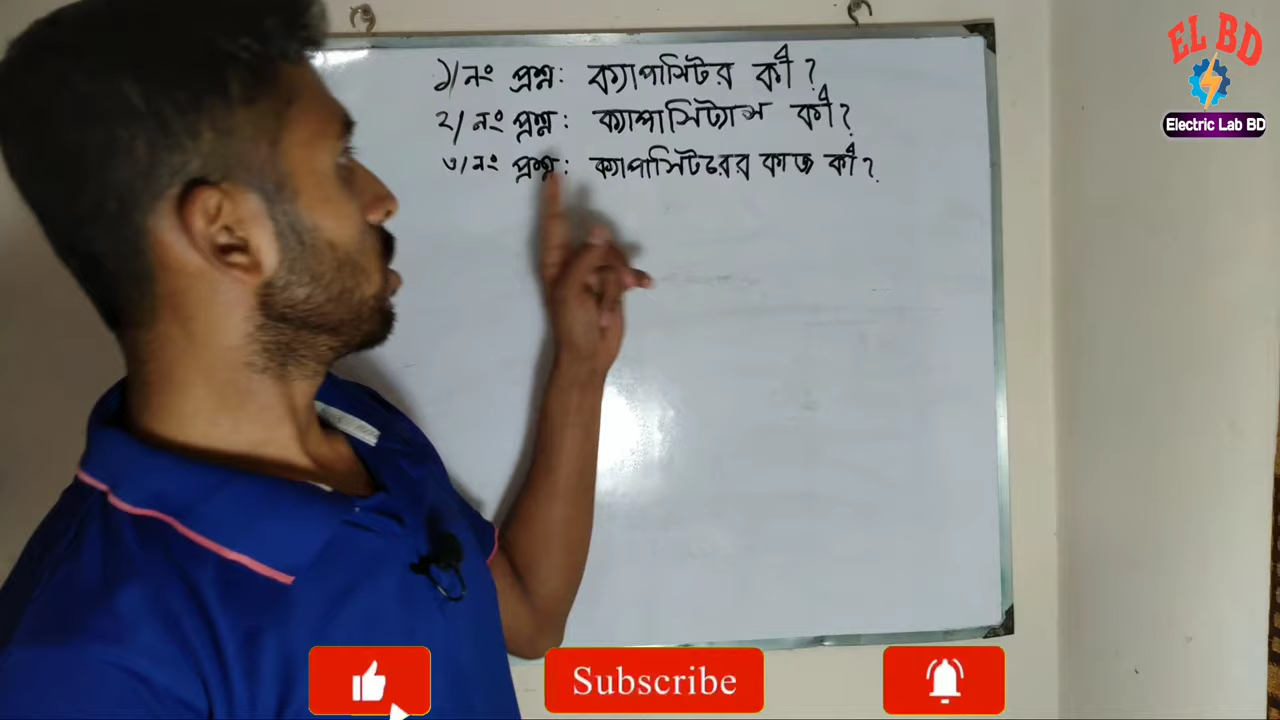 ১/নং প্রশ্ন: ক্যাপাসিটর কী?
২/ নং প্রশ্ন: ক্যাপাসিট্যান্স কী?
৩/নং প্রশ্ন: ক্যাপাসিটরের কাজ কী?
EL BD
Electric Lab BD
Subscribe